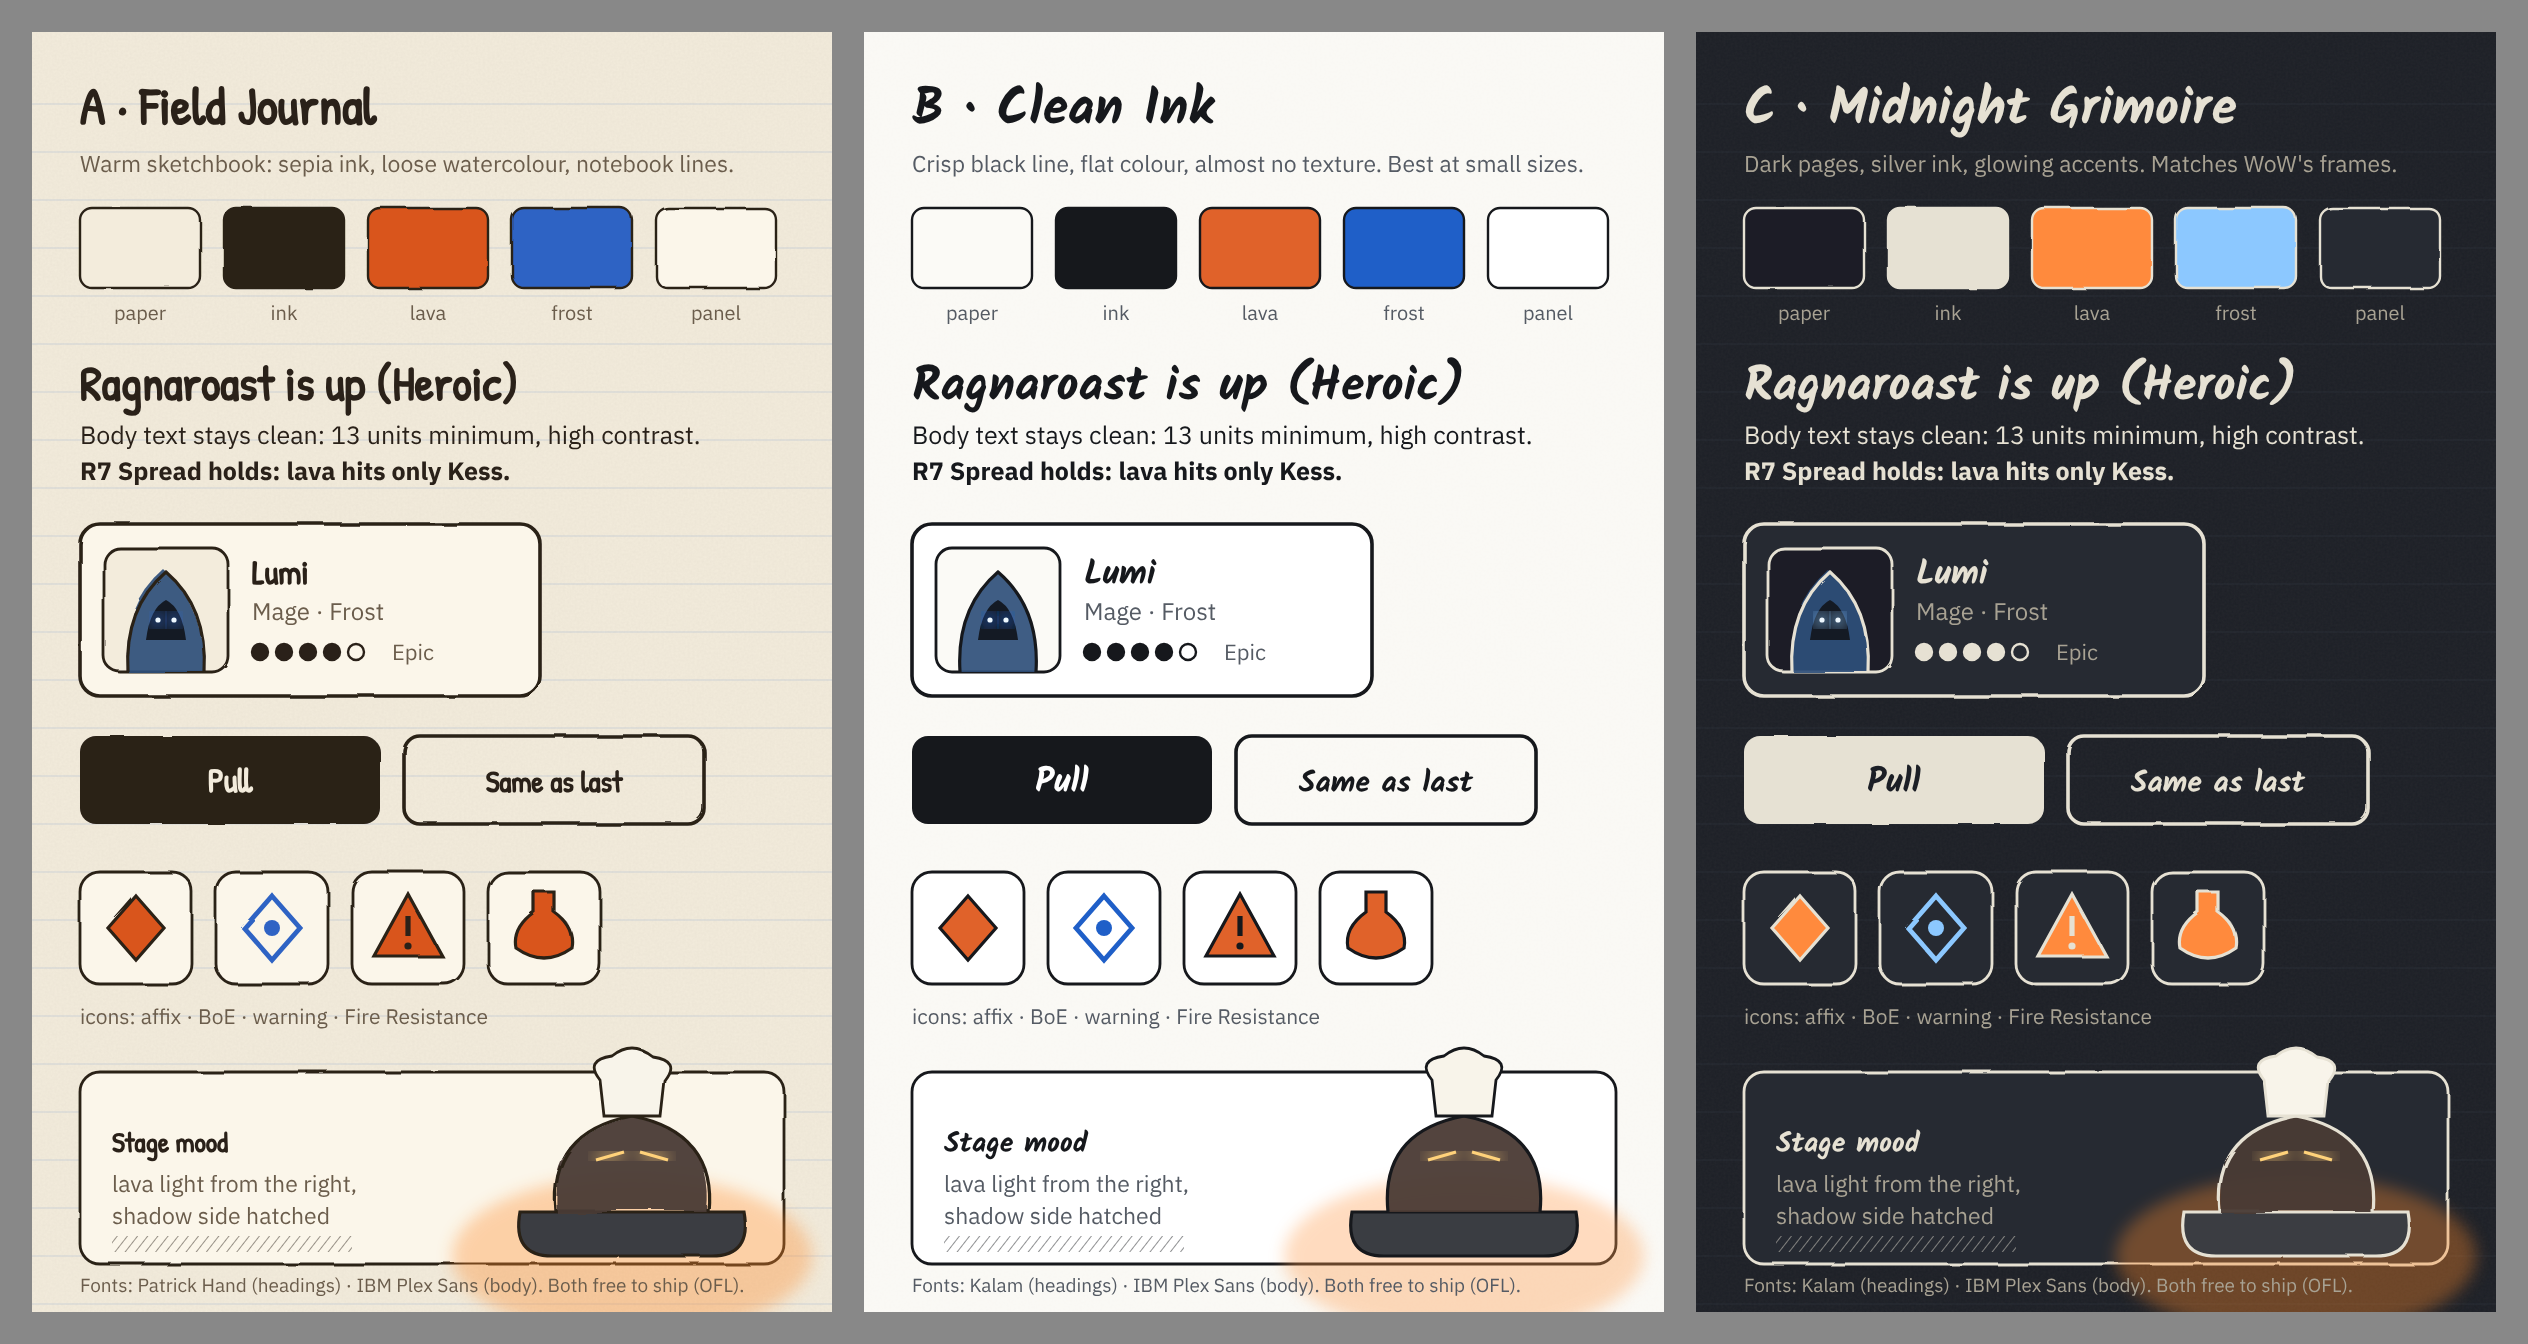 A · Field Journal
Warm sketchbook: sepia ink, loose watercolour, notebook lines.
paper ink lava frost panel
Ragnaroast is up (Heroic)
Body text stays clean: 13 units minimum, high contrast.
R7 Spread holds: lava hits only Kess.
Lumi
Mage · Frost
Epic
Pull Same as last
icons: affix · BoE · warning · Fire Resistance
Stage mood
lava light from the right,
shadow side hatched
Fonts: Patrick Hand (headings) · IBM Plex Sans (body). Both free to ship (OFL).
B · Clean Ink
Crisp black line, flat colour, almost no texture. Best at small sizes.
paper ink lava frost panel
Ragnaroast is up (Heroic)
Body text stays clean: 13 units minimum, high contrast.
R7 Spread holds: lava hits only Kess.
Lumi
Mage · Frost
Epic
Pull Same as last
icons: affix · BoE · warning · Fire Resistance
Stage mood
lava light from the right,
shadow side hatched
Fonts: Kalam (headings) · IBM Plex Sans (body). Both free to ship (OFL).
C · Midnight Grimoire
Dark pages, silver ink, glowing accents. Matches WoW's frames.
paper ink lava frost panel
Ragnaroast is up (Heroic)
Body text stays clean: 13 units minimum, high contrast.
R7 Spread holds: lava hits only Kess.
Lumi
Mage · Frost
Epic
Pull Same as last
icons: affix · BoE · warning · Fire Resistance
Stage mood
lava light from the right,
shadow side hatched
Fonts: Kalam (headings) · IBM Plex Sans (body). Both free to ship (OFL).